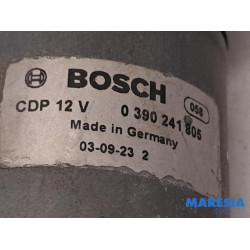 BOSCH
058
CDP 12 V 0 390 241 805
Made in Germany
03-09-23 2
MARESIA